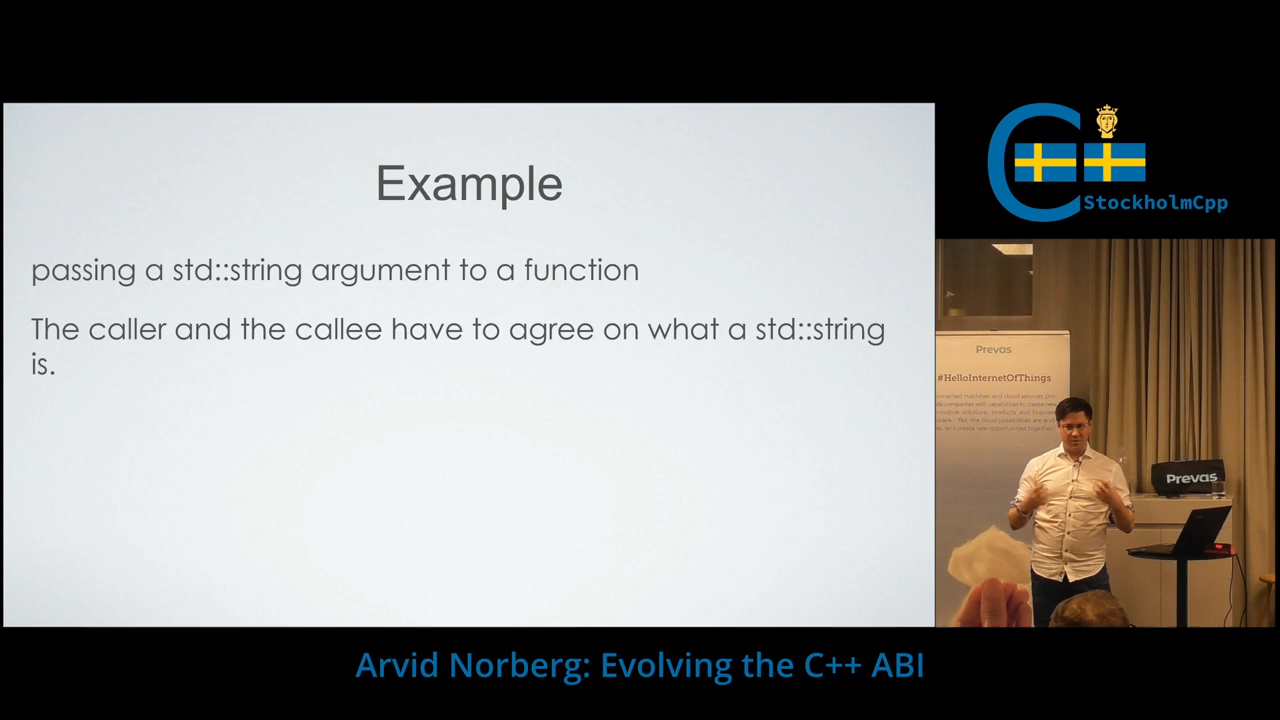 Example
passing a std::string argument to a function
The caller and the callee have to agree on what a std::string
is.
C++
StockholmCpp
Prevas
#HelloInternetOfThings
Prevas
Arvid Norberg: Evolving the C++ ABI